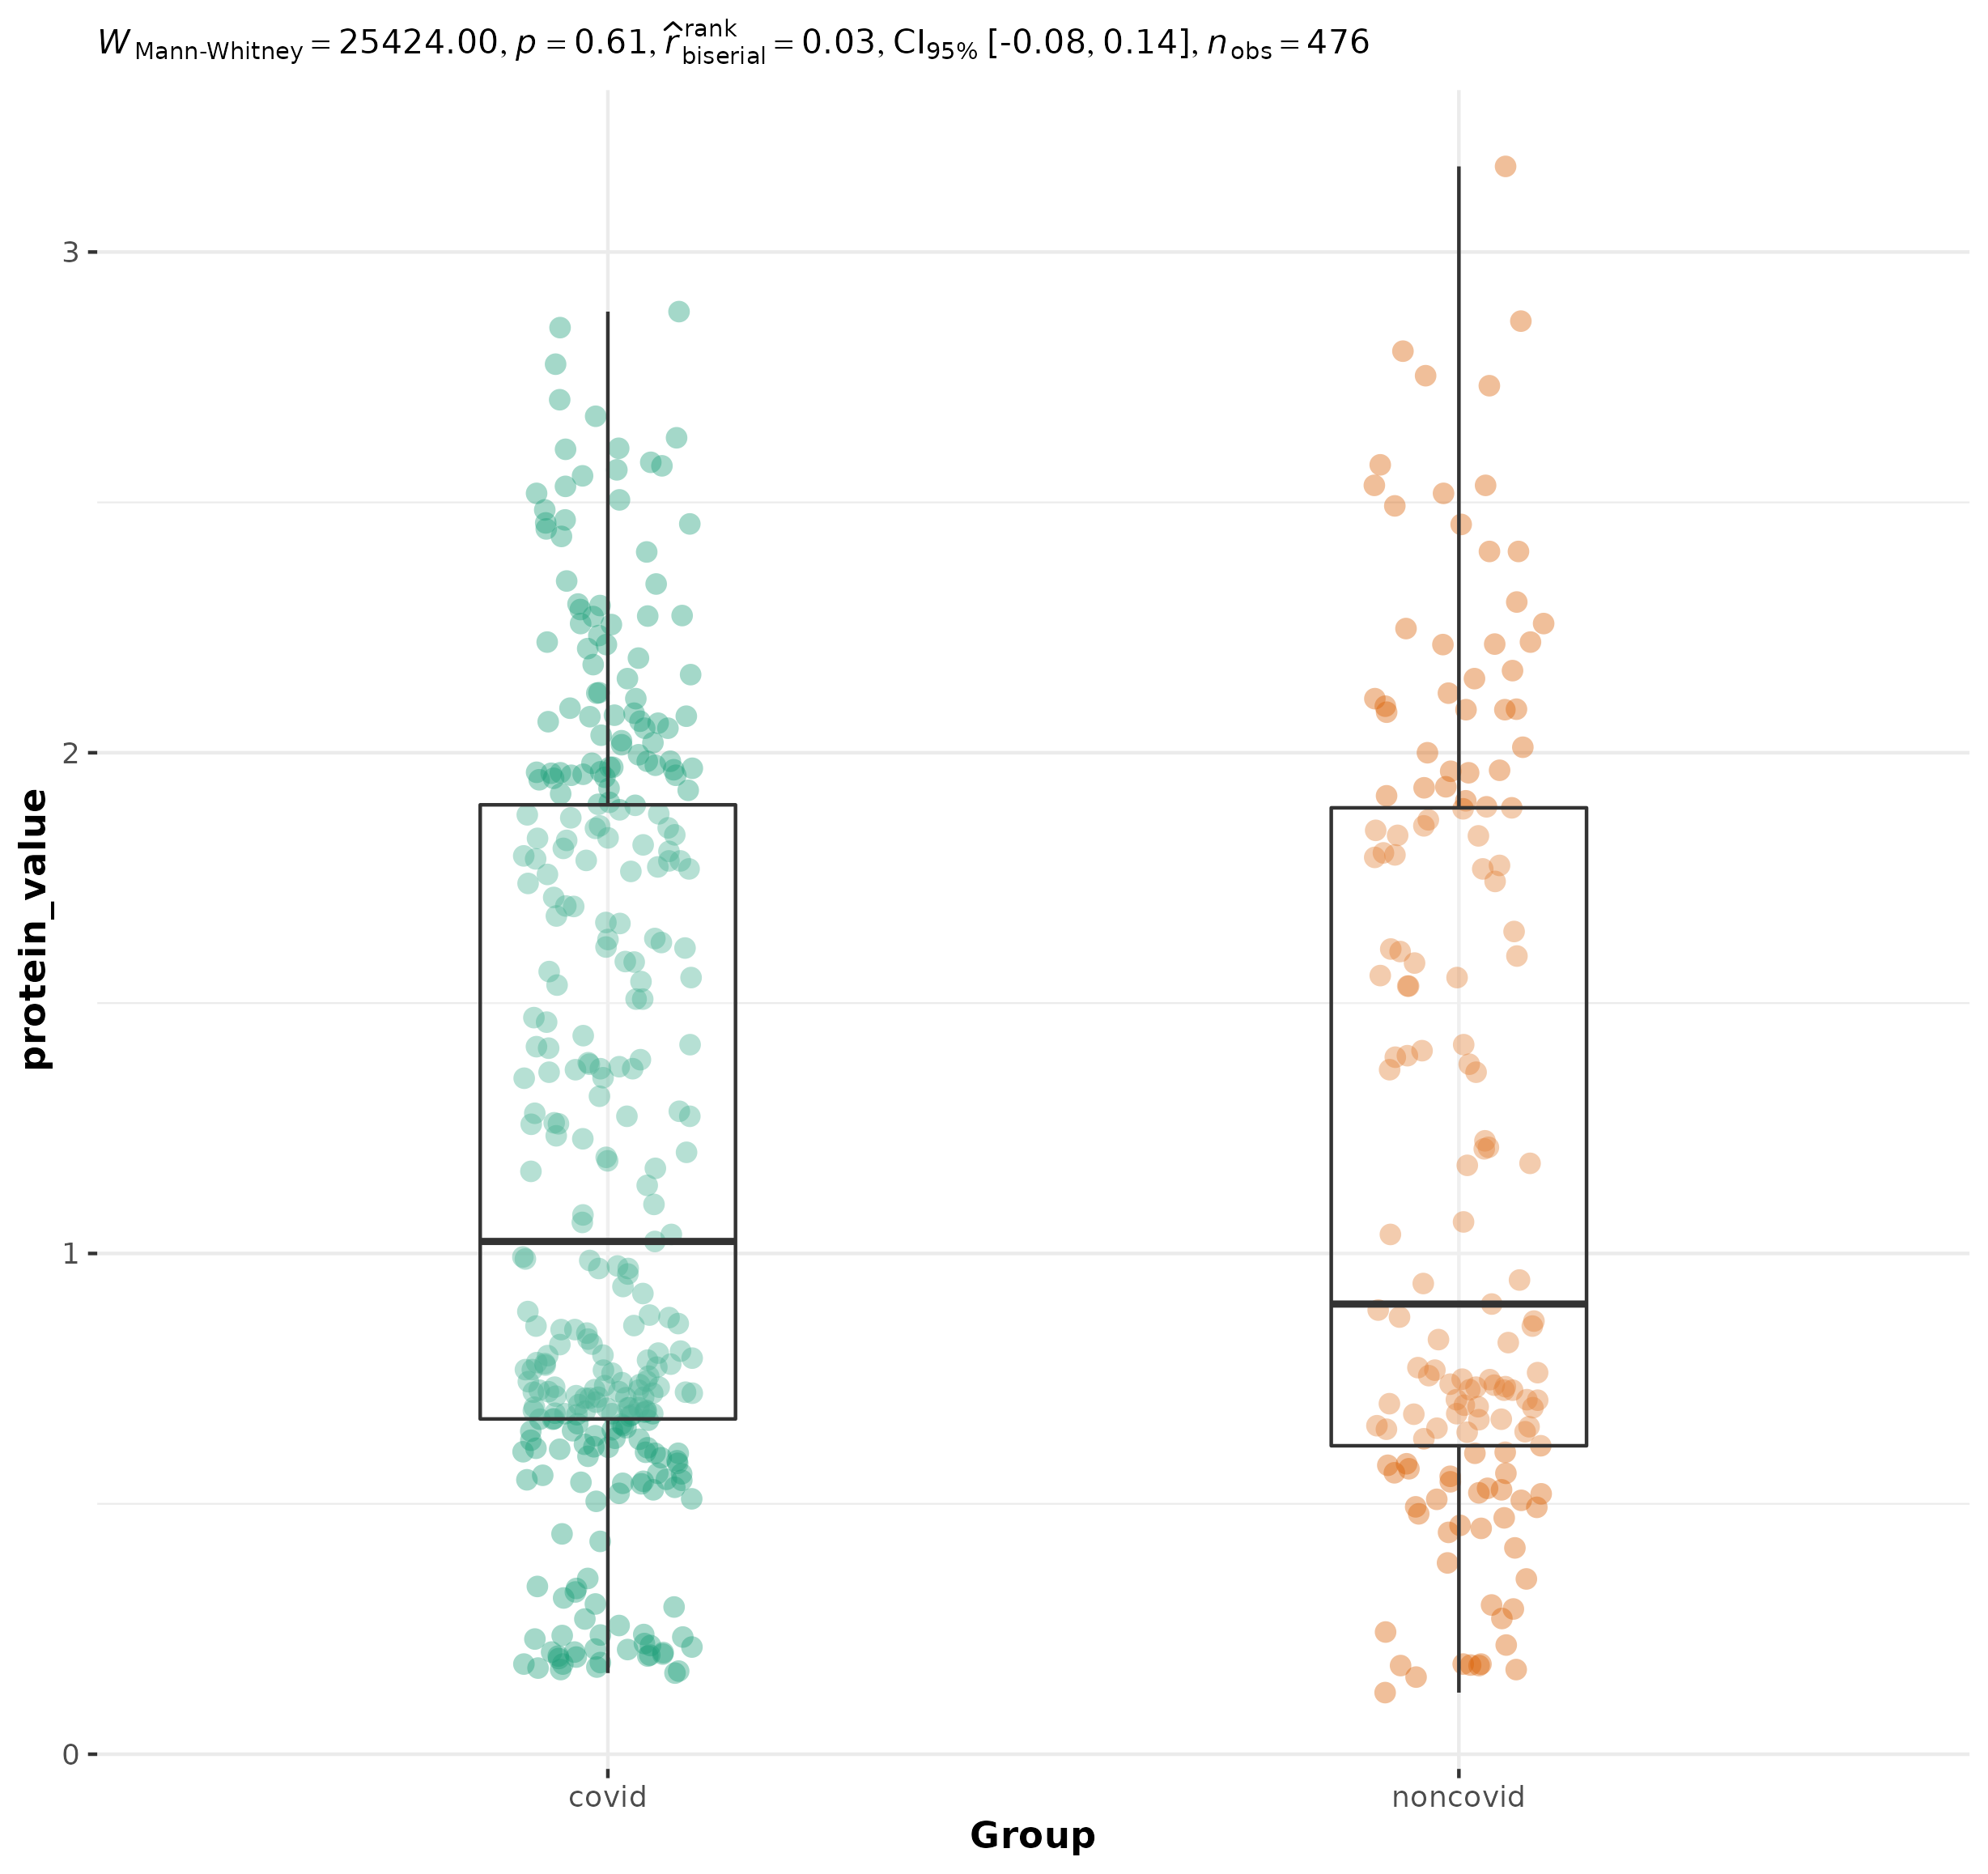 W Mann-Whitney = 25424.00, p = 0.61, r̂ rank biserial = 0.03, CI95% [-0.08, 0.14], n obs = 476
3
2
1
0
protein_value
covid noncovid
Group